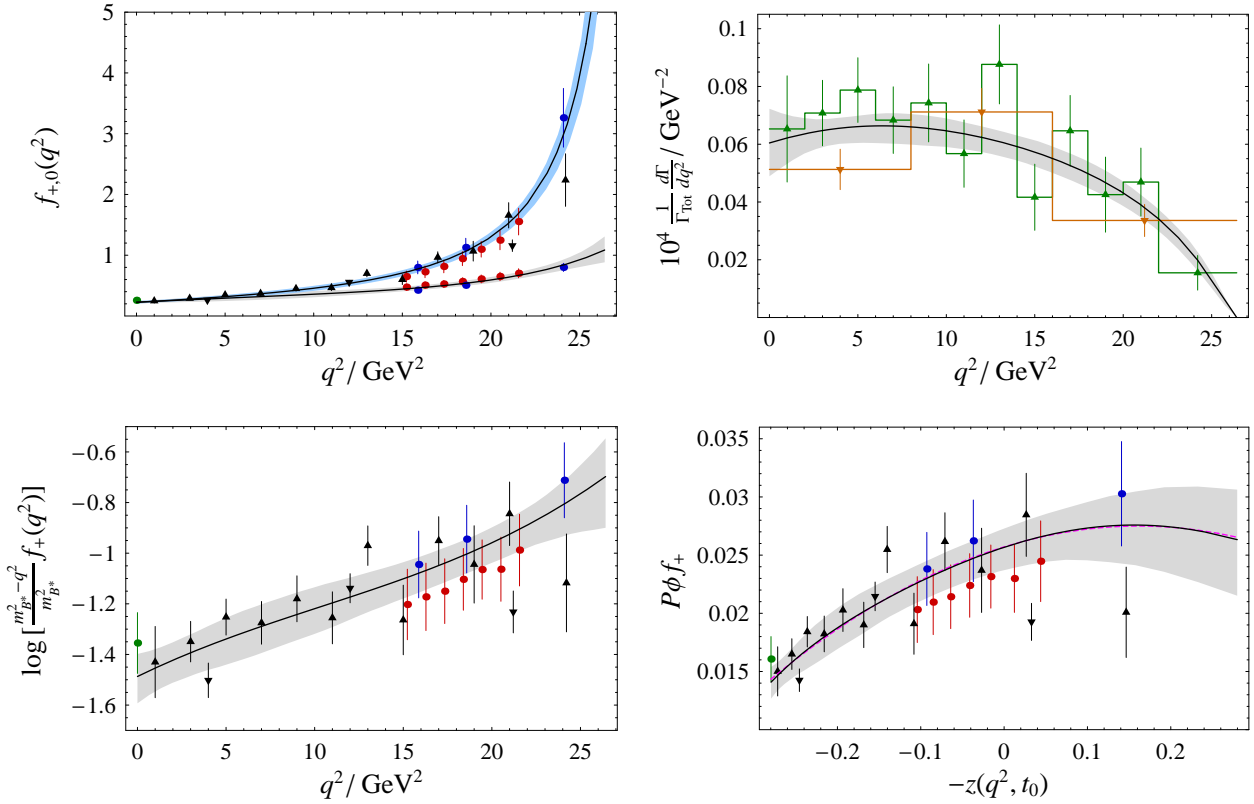 5
4
3
2
1
0 5 10 15 20 25
f+,0(q²)
q² / GeV²
0.1
0.08
0.06
0.04
0.02
0 5 10 15 20 25
10⁴ 1/Γ_Tot dΓ/dq² / GeV⁻²
q² / GeV²
−0.6
−0.8
−1
−1.2
−1.4
−1.6
0 5 10 15 20 25
log [ (m²_B* − q²)/m²_B* f+(q²)]
q² / GeV²
0.035
0.03
0.025
0.02
0.015
−0.2 −0.1 0 0.1 0.2
Pϕf+
−z(q², t₀)